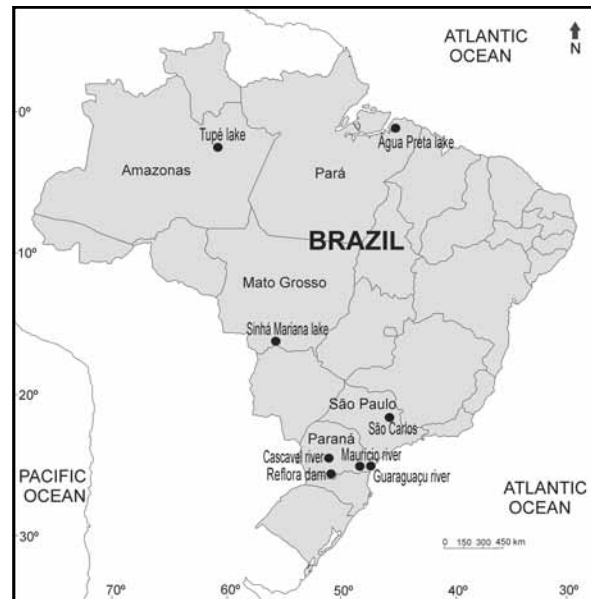 ATLANTIC
OCEAN
N
0º
Tupé lake
Água Preta lake
Amazonas
Pará
BRAZIL
10º
Mato Grosso
Sinhá Mariana lake
20º
São Paulo
São Carlos
Paraná
Cascavel river
Mauricio river
Reflora dam
Guaraguaçu river
PACIFIC
OCEAN
ATLANTIC
OCEAN
30º
0 150 300 450 km
70º 60º 50º 40º 30º